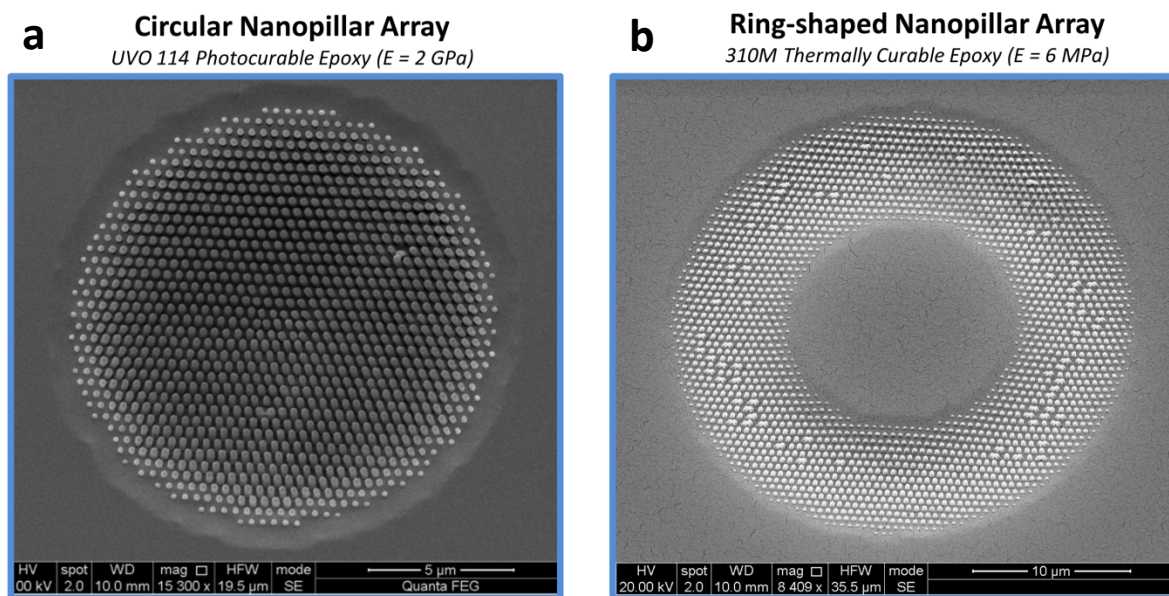 a
Circular Nanopillar Array
UVO 114 Photocurable Epoxy (E = 2 GPa)
HV spot WD mag HFW mode 5 µm
00 kV 2.0 10.0 mm 15 300 x 19.5 µm SE Quanta FEG
b
Ring-shaped Nanopillar Array
310M Thermally Curable Epoxy (E = 6 MPa)
HV spot WD mag HFW mode 10 µm
20.00 kV 2.0 10.0 mm 8 409 x 35.5 µm SE